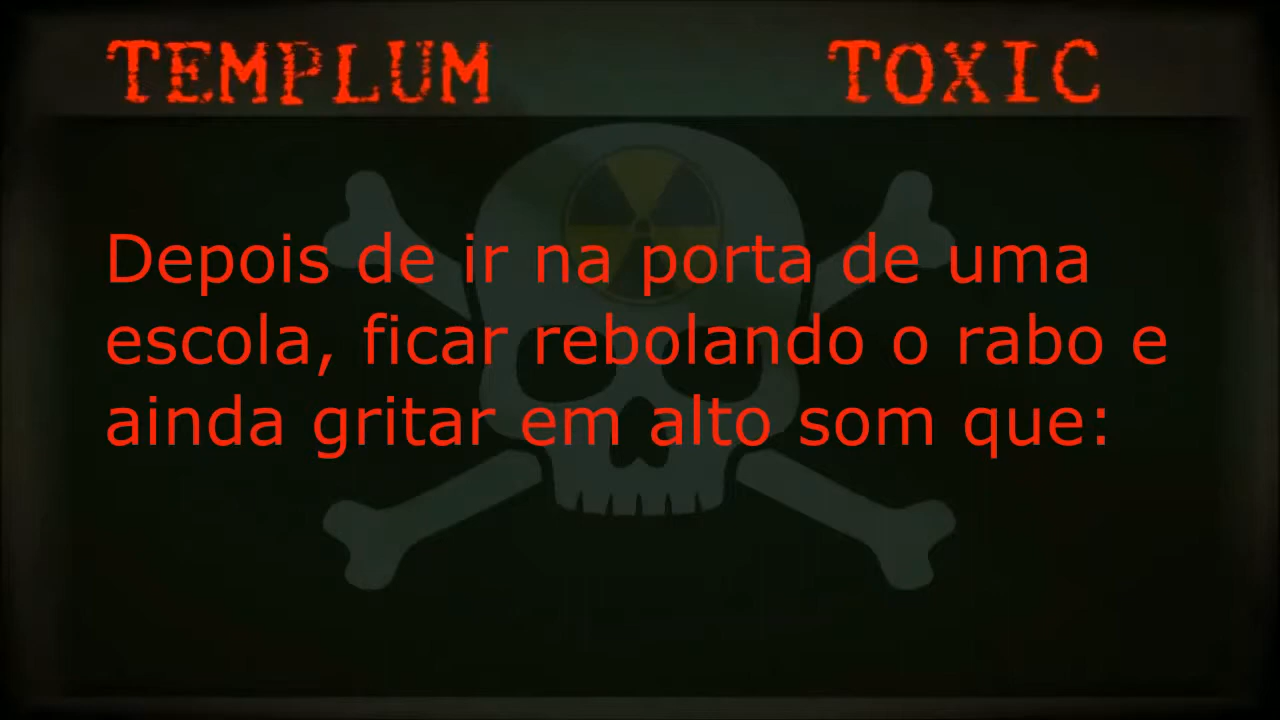 TEMPLUM TOXIC
Depois de ir na porta de uma
escola, ficar rebolando o rabo e
ainda gritar em alto som que: